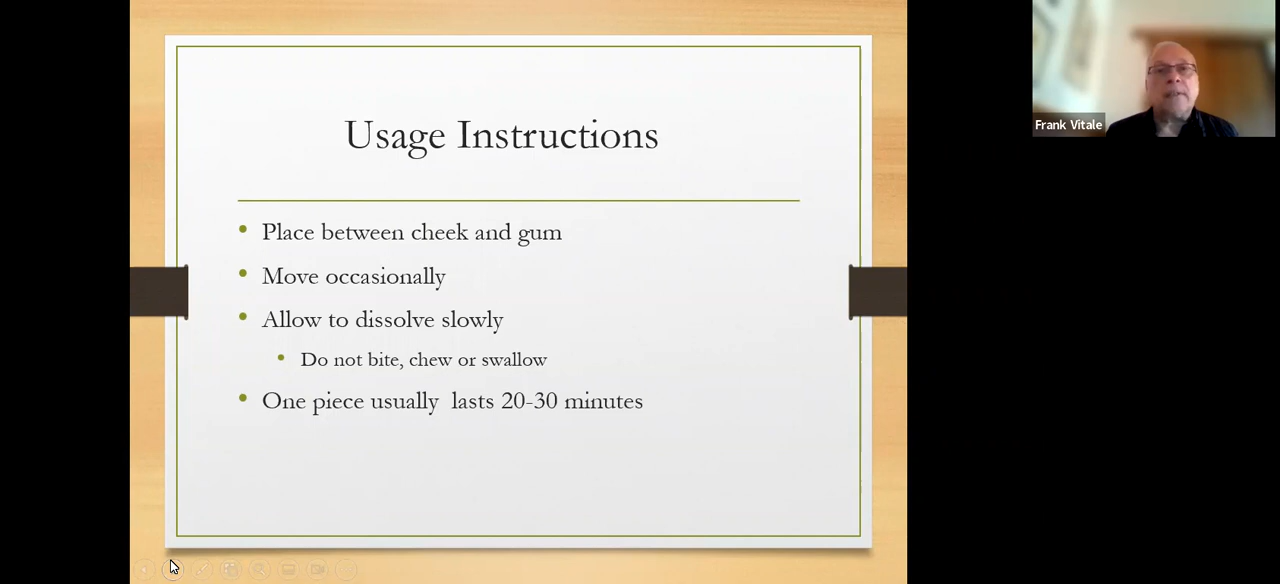 Usage Instructions
Place between cheek and gum
Move occasionally
Allow to dissolve slowly
Do not bite, chew or swallow
One piece usually  lasts 20-30 minutes
Frank Vitale